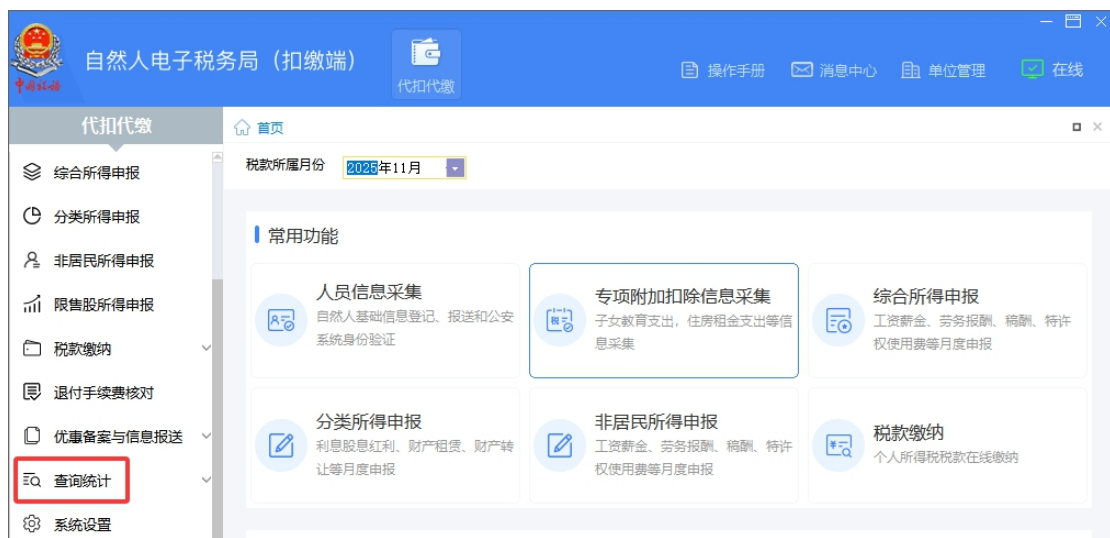 自然人电子税务局（扣缴端）
代扣代缴
操作手册
消息中心
单位管理
在线
中国税务
代扣代缴
首页
综合所得申报
分类所得申报
非居民所得申报
限售股所得申报
税款缴纳
退付手续费核对
优惠备案与信息报送
查询统计
系统设置
税款所属月份
2025年11月
常用功能
人员信息采集
自然人基础信息登记、报送和公安
系统身份验证
专项附加扣除信息采集
子女教育支出，住房租金支出等信
息采集
综合所得申报
工资薪金、劳务报酬、稿酬、特许
权使用费等月度申报
分类所得申报
利息股息红利、财产租赁、财产转
让等月度申报
非居民所得申报
工资薪金、劳务报酬、稿酬、特许
权使用费等月度申报
税款缴纳
个人所得税税款在线缴纳